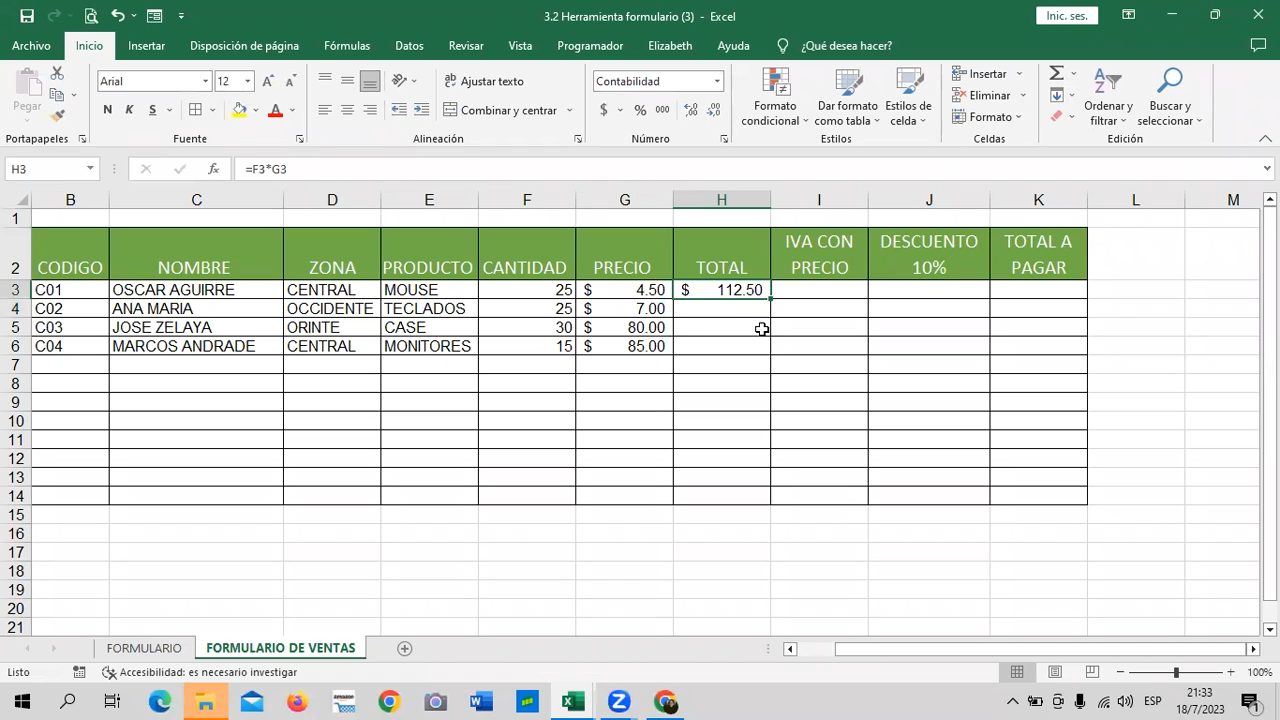 3.2 Herramienta formulario (3) - Excel
Inic. ses.
Archivo Inicio Insertar Disposición de página Fórmulas Datos Revisar Vista Programador Elizabeth Ayuda ¿Qué desea hacer?
Pegar
Arial 12
N K S
Ajustar texto
Combinar y centrar
Contabilidad
$ % 000
Formato condicional
Dar formato como tabla
Estilos de celda
Insertar
Eliminar
Formato
Ordenar y filtrar
Buscar y seleccionar
Portapapeles Fuente Alineación Número Estilos Celdas Edición
H3 fx =F3*G3
B C D E F G H I J K L M
1
2 CODIGO NOMBRE ZONA PRODUCTO CANTIDAD PRECIO TOTAL IVA CON PRECIO DESCUENTO 10% TOTAL A PAGAR
3 C01 OSCAR AGUIRRE CENTRAL MOUSE 25 $ 4.50 $ 112.50
4 C02 ANA MARIA OCCIDENTE TECLADOS 25 $ 7.00
5 C03 JOSE ZELAYA ORINTE CASE 30 $ 80.00
6 C04 MARCOS ANDRADE CENTRAL MONITORES 15 $ 85.00
7
8
9
10
11
12
13
14
15
16
17
18
19
20
21
FORMULARIO FORMULARIO DE VENTAS
Listo Accesibilidad: es necesario investigar 100%
ESP 21:33
18/7/2023